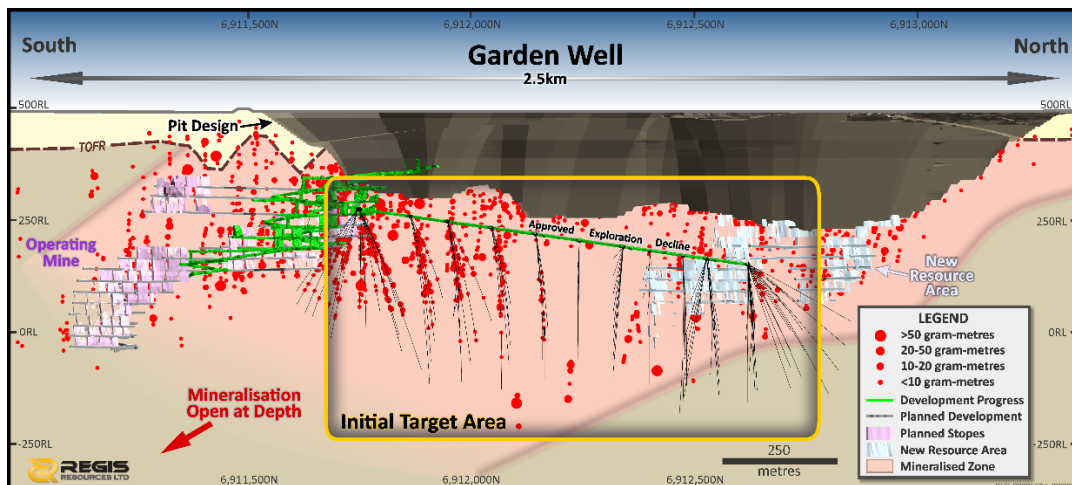 6,911,500N
6,912,000N
6,912,500N
6,913,000N
South
Garden Well
North
2.5km
500RL
500RL
Pit Design
TOFR
250RL
250RL
Approved Exploration Decline
Operating
Mine
New
Resource
Area
0RL
0RL
Mineralisation
Open at Depth
Initial Target Area
-250RL
-250RL
250
metres
LEGEND
>50 gram-metres
20-50 gram-metres
10-20 gram-metres
<10 gram-metres
Development Progress
Planned Development
Planned Stopes
New Resource Area
Mineralised Zone
REGIS
RESOURCES LTD
6,911,500N
6,912,000N
6,912,500N